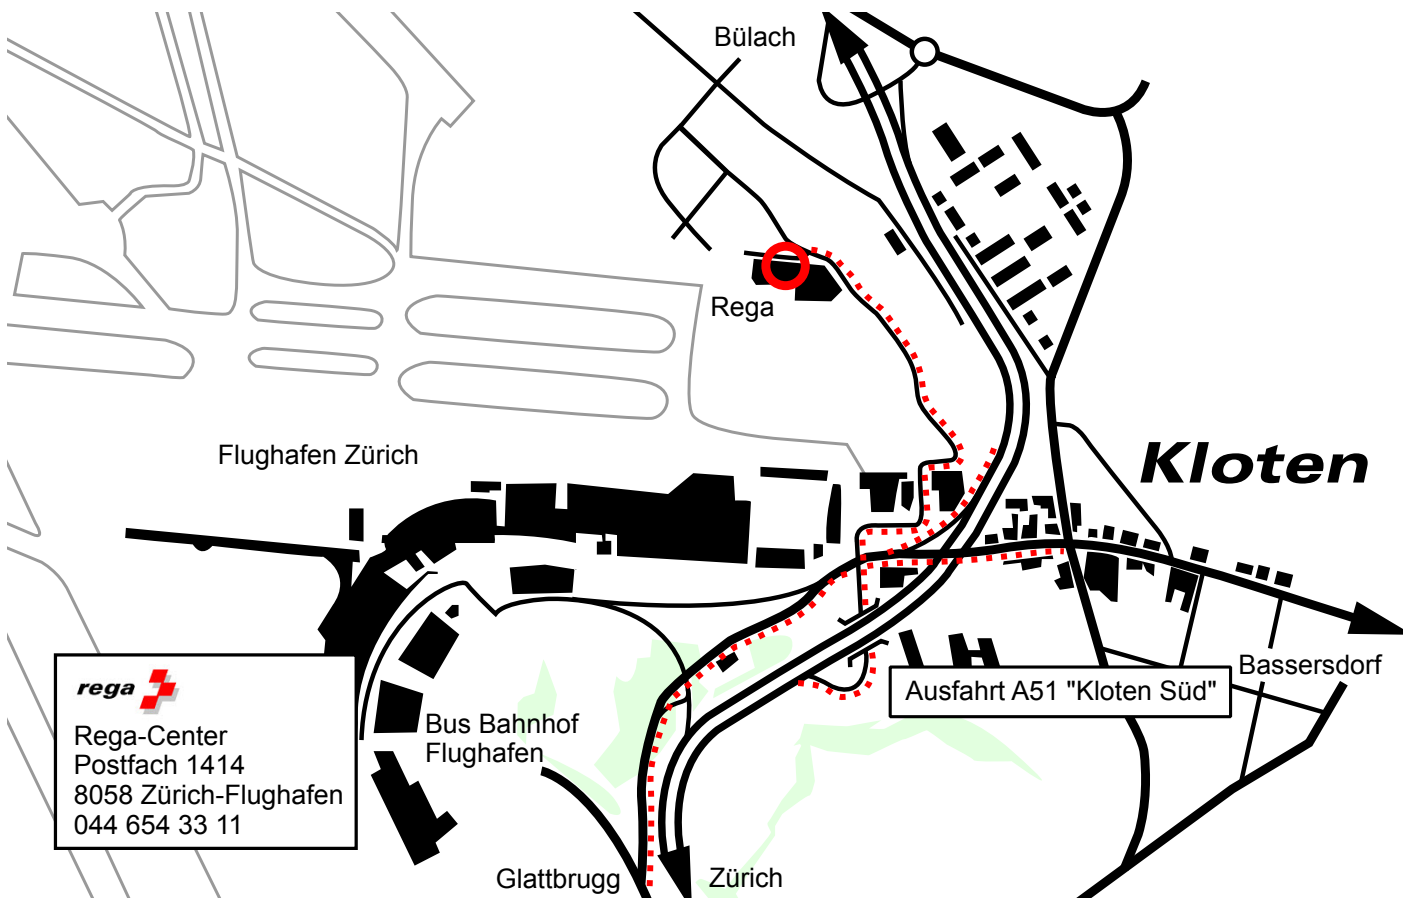 Bülach
Rega
Flughafen Zürich
Kloten
Bassersdorf
Ausfahrt A51 "Kloten Süd"
rega
Rega-Center
Postfach 1414
8058 Zürich-Flughafen
044 654 33 11
Bus Bahnhof
Flughafen
Glattbrugg
Zürich